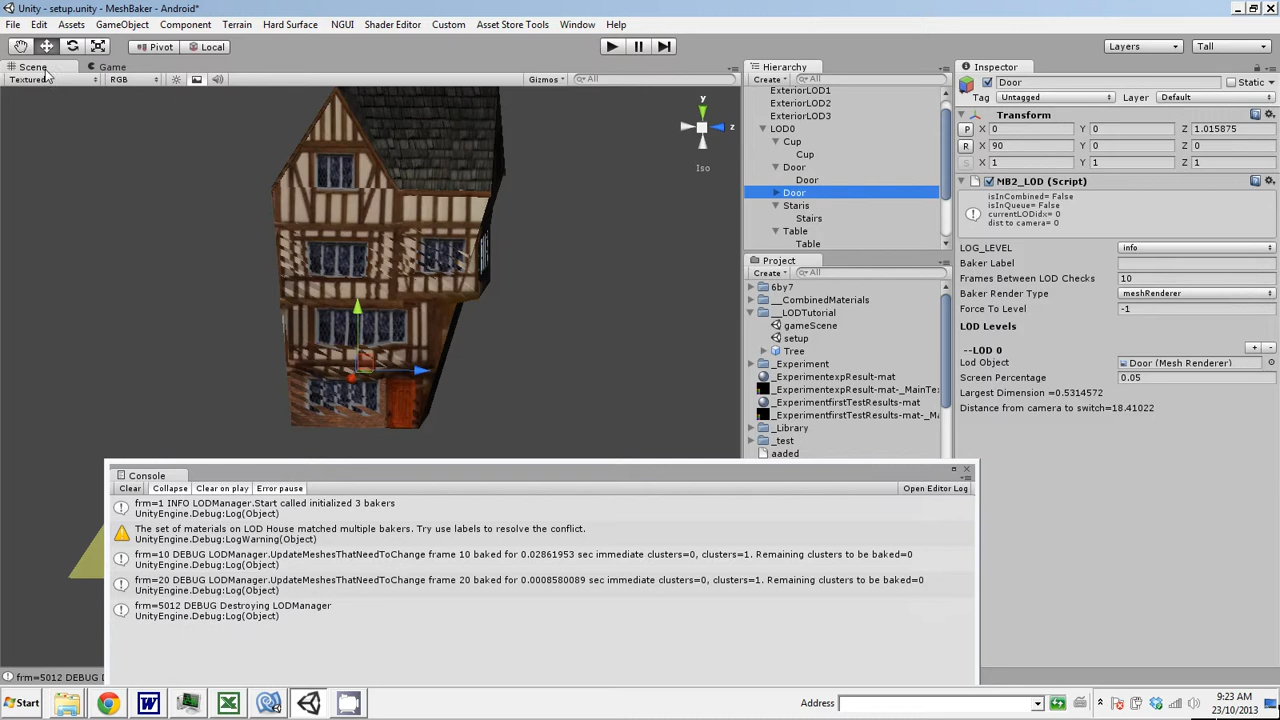 Unity - setup.unity - MeshBaker - Android*
File Edit Assets GameObject Component Terrain Hard Surface NGUI Shader Editor Custom Asset Store Tools Window Help
Pivot Local Layers Tall
Scene Game
Textured RGB Gizmos All
y
z
Iso
Hierarchy
Create All
ExteriorLOD1
ExteriorLOD2
ExteriorLOD3
LOD0
Cup
Cup
Door
Door
Door
Staris
Stairs
Table
Table
Project
Create All
6by7
__CombinedMaterials
__LODTutorial
gameScene
setup
Tree
_Experiment
_ExperimentexpResult-mat
_ExperimentexpResult-mat-_MainTex
_ExperimentfirstTestResults-mat
_ExperimentfirstTestResults-mat-_Ma
_Library
_test
aaded
Inspector
Door Static
Tag Untagged Layer Default
Transform
P X 0 Y 0 Z 1.015875
R X 90 Y 0 Z 0
S X 1 Y 1 Z 1
MB2_LOD (Script)
isInCombined= False
isInQueue= False
currentLODidx= 0
dist to camera= 0
LOG_LEVEL info
Baker Label
Frames Between LOD Checks 10
Baker Render Type meshRenderer
Force To Level -1
LOD Levels
+ -
--LOD 0
Lod Object Door (Mesh Renderer)
Screen Percentage 0.05
Largest Dimension =0.5314572
Distance from camera to switch=18.41022
Console
Clear Collapse Clear on play Error pause Open Editor Log
frm=1 INFO LODManager.Start called initialized 3 bakers
UnityEngine.Debug:Log(Object)
The set of materials on LOD House matched multiple bakers. Try use labels to resolve the conflict.
UnityEngine.Debug:LogWarning(Object)
frm=10 DEBUG LODManager.UpdateMeshesThatNeedToChange frame 10 baked for 0.02861953 sec immediate clusters=0, clusters=1. Remaining clusters to be baked=0
UnityEngine.Debug:Log(Object)
frm=20 DEBUG LODManager.UpdateMeshesThatNeedToChange frame 20 baked for 0.0008580089 sec immediate clusters=0, clusters=1. Remaining clusters to be baked=0
UnityEngine.Debug:Log(Object)
frm=5012 DEBUG Destroying LODManager
UnityEngine.Debug:Log(Object)
frm=5012 DEBUG D
Start Address 9:23 AM
23/10/2013